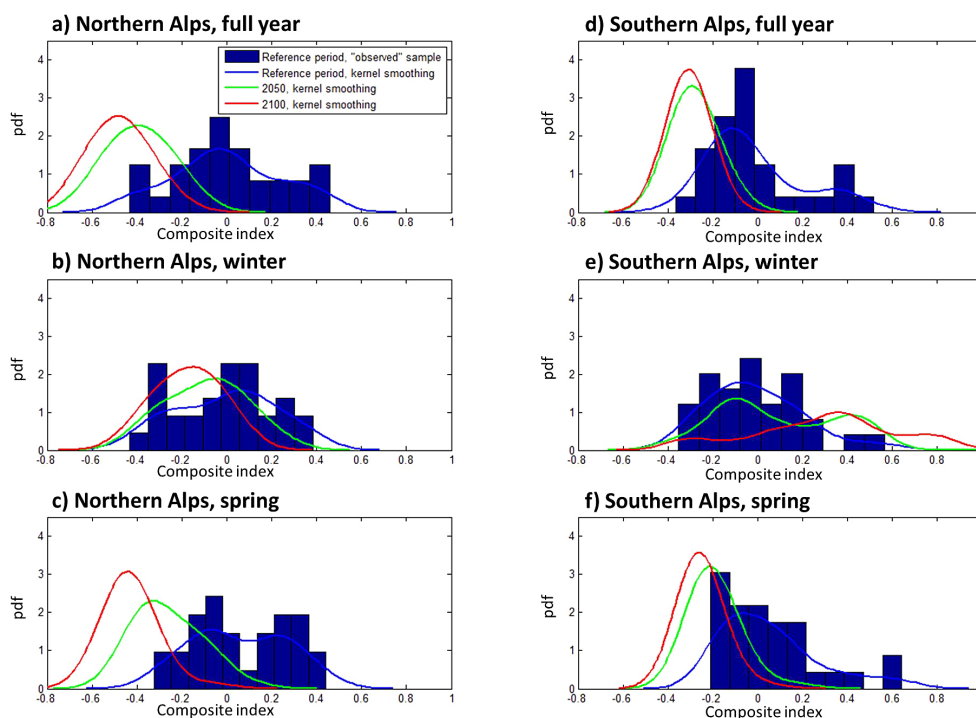 a) Northern Alps, full year
4
3
2
1
0
pdf
Reference period, "observed" sample
Reference period, kernel smoothing
2050, kernel smoothing
2100, kernel smoothing
-0.8 -0.6 -0.4 -0.2 0 0.2 0.4 0.6 0.8 1
Composite index
d) Southern Alps, full year
4
3
2
1
0
pdf
-0.8 -0.6 -0.4 -0.2 0 0.2 0.4 0.6 0.8
Composite index
b) Northern Alps, winter
4
3
2
1
0
pdf
-0.8 -0.6 -0.4 -0.2 0 0.2 0.4 0.6 0.8 1
Composite index
e) Southern Alps, winter
4
3
2
1
0
pdf
-0.8 -0.6 -0.4 -0.2 0 0.2 0.4 0.6 0.8
Composite index
c) Northern Alps, spring
4
3
2
1
0
pdf
-0.8 -0.6 -0.4 -0.2 0 0.2 0.4 0.6 0.8 1
Composite index
f) Southern Alps, spring
4
3
2
1
0
pdf
-0.8 -0.6 -0.4 -0.2 0 0.2 0.4 0.6 0.8
Composite index